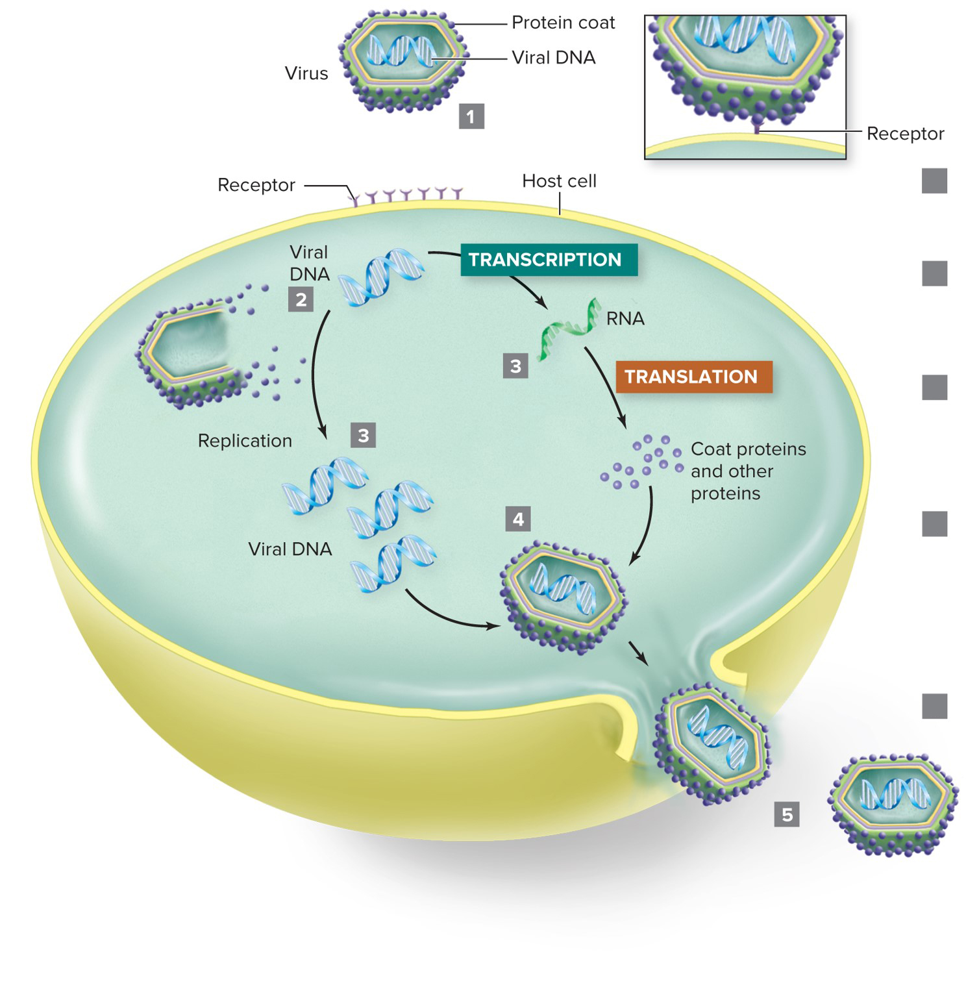 Protein coat
Viral DNA
Virus
1
Receptor
Receptor
Host cell
Viral
DNA
2
TRANSCRIPTION
RNA
3
TRANSLATION
Replication
3
Coat proteins
and other
proteins
4
Viral DNA
5